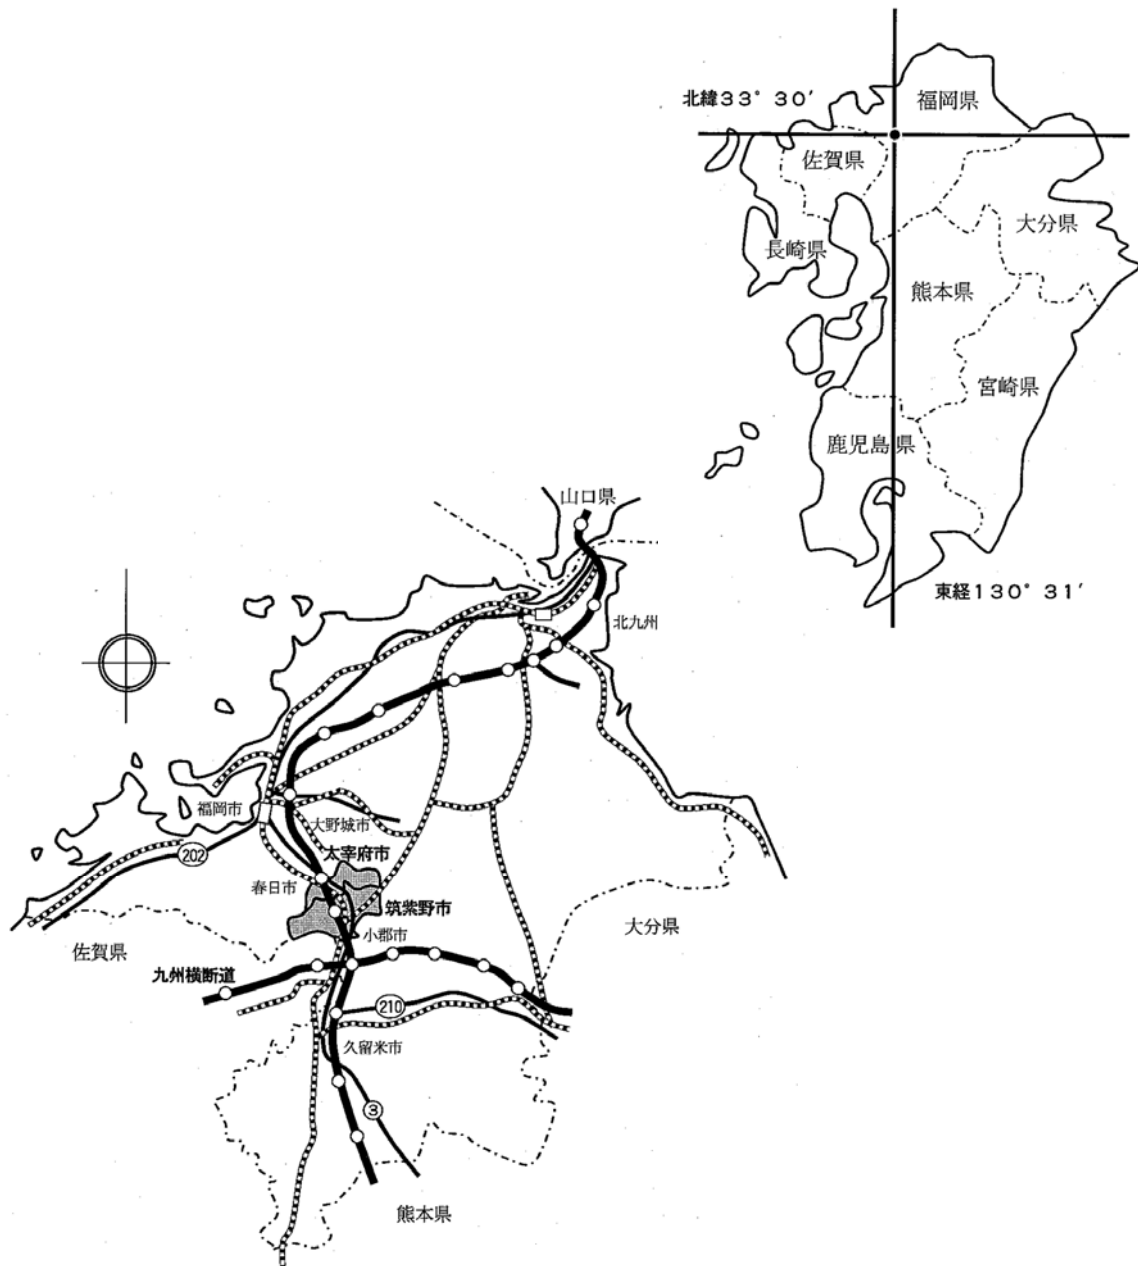 北緯33°30′
福岡県
佐賀県
大分県
長崎県
熊本県
宮崎県
鹿児島県
東経130°31′
山口県
北九州
福岡市
大野城市
太宰府市
202
春日市
筑紫野市
小郡市
大分県
佐賀県
九州横断道
210
久留米市
3
熊本県